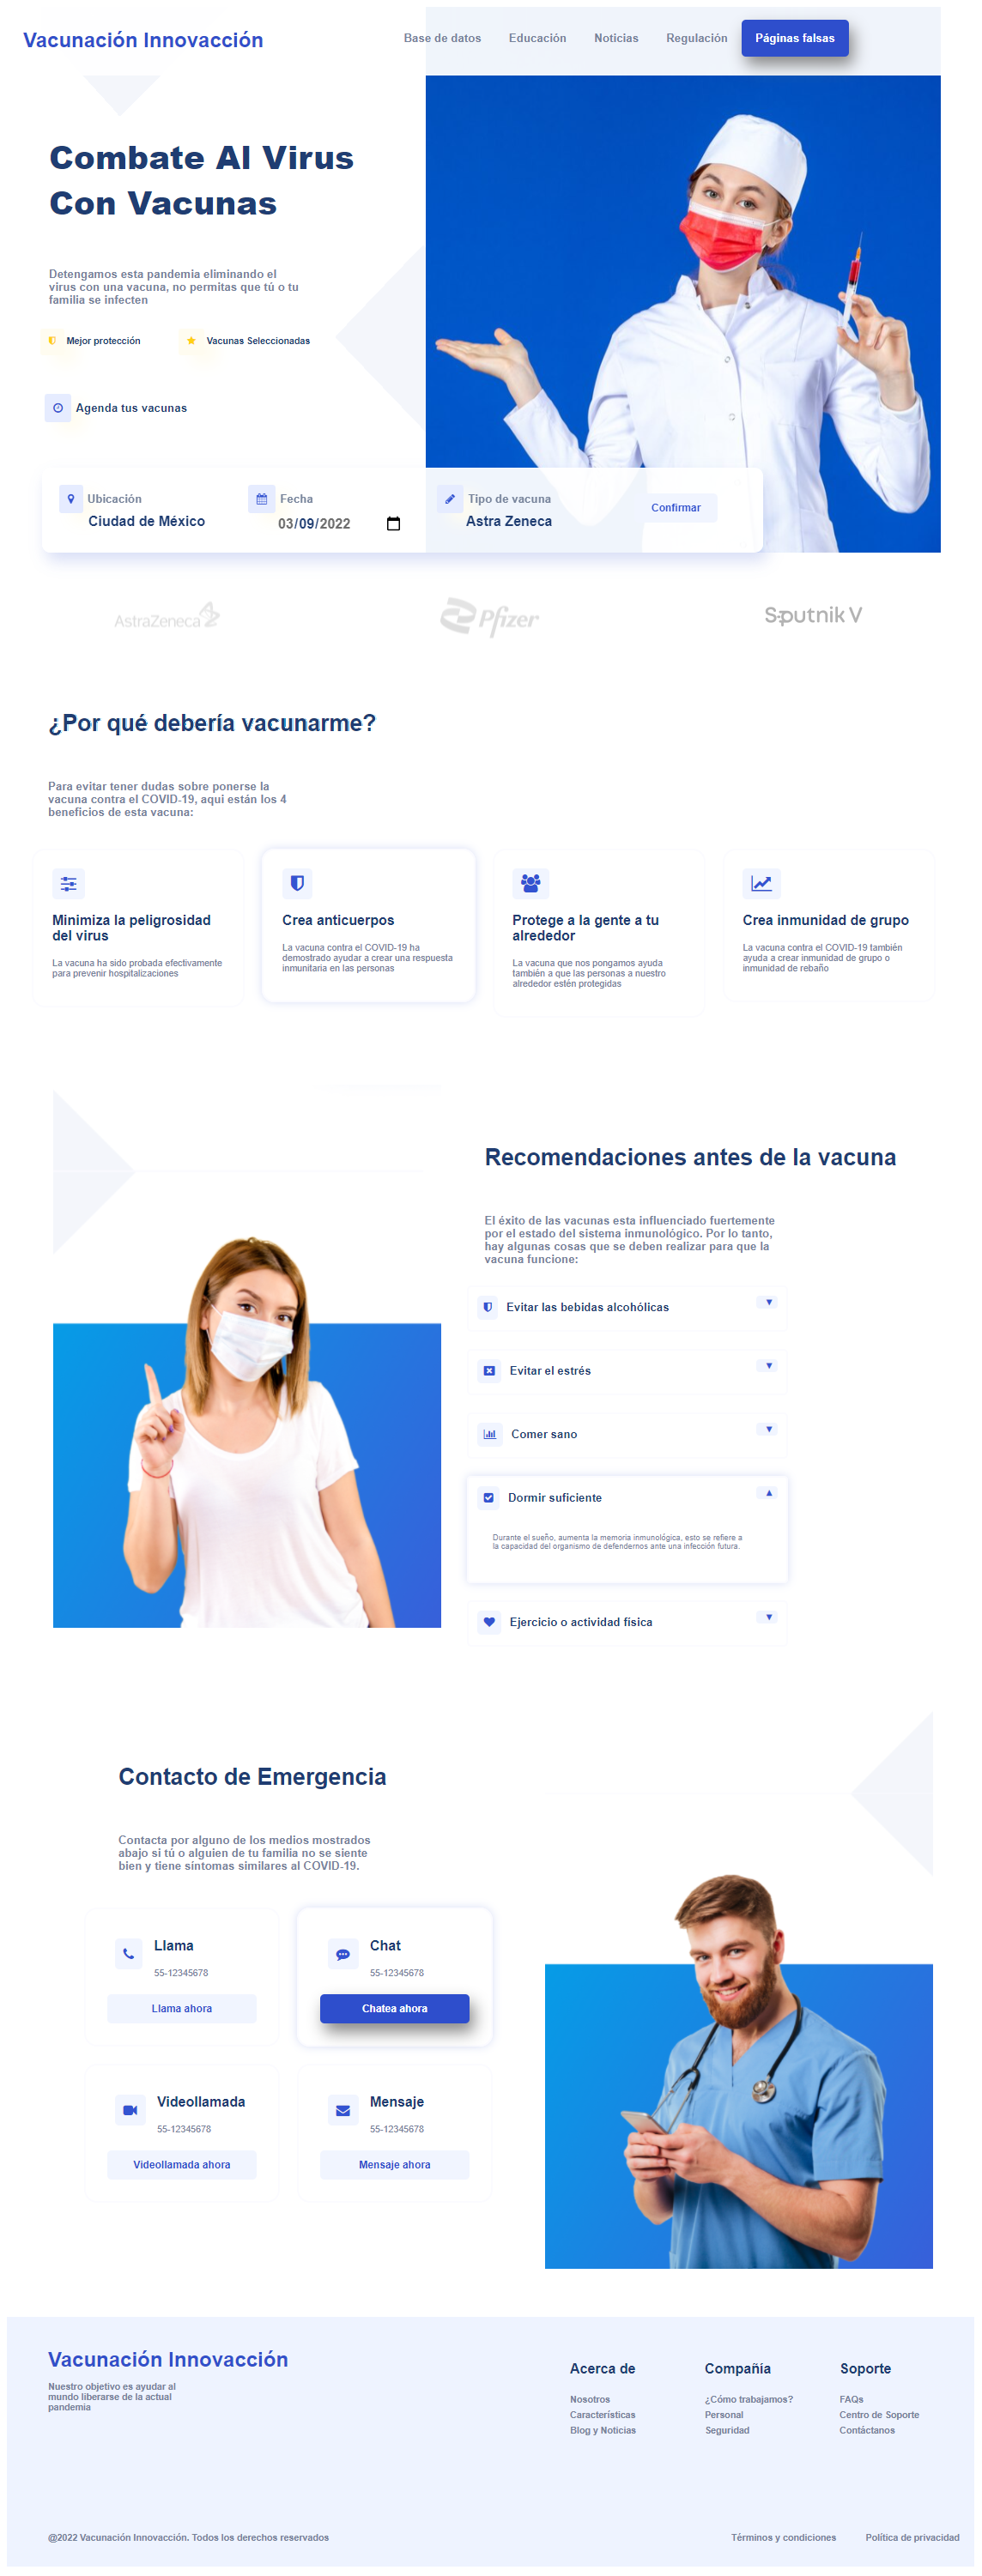 Vacunación Innovacción
Base de datos
Educación
Noticias
Regulación
Páginas falsas
Combate Al Virus
Con Vacunas
Detengamos esta pandemia eliminando el
virus con una vacuna, no permitas que tú o tu
familia se infecten
Mejor protección
Vacunas Seleccionadas
Agenda tus vacunas
Ubicación
Ciudad de México
Fecha
03/09/2022
Tipo de vacuna
Astra Zeneca
Confirmar
AstraZeneca
Pfizer
Sputnik V
¿Por qué debería vacunarme?
Para evitar tener dudas sobre ponerse la
vacuna contra el COVID-19, aqui están los 4
beneficios de esta vacuna:
Minimiza la peligrosidad
del virus
La vacuna ha sido probada efectivamente
para prevenir hospitalizaciones
Crea anticuerpos
La vacuna contra el COVID-19 ha
demostrado ayudar a crear una respuesta
inmunitaria en las personas
Protege a la gente a tu
alrededor
La vacuna que nos pongamos ayuda
también a que las personas a nuestro
alrededor estén protegidas
Crea inmunidad de grupo
La vacuna contra el COVID-19 también
ayuda a crear inmunidad de grupo o
inmunidad de rebaño
Recomendaciones antes de la vacuna
El éxito de las vacunas esta influenciado fuertemente
por el estado del sistema inmunológico. Por lo tanto,
hay algunas cosas que se deben realizar para que la
vacuna funcione:
Evitar las bebidas alcohólicas
Evitar el estrés
Comer sano
Dormir suficiente
Durante el sueño, aumenta la memoria inmunológica, esto se refiere a
la capacidad del organismo de defendernos ante una infección futura.
Ejercicio o actividad física
Contacto de Emergencia
Contacta por alguno de los medios mostrados
abajo si tú o alguien de tu familia no se siente
bien y tiene síntomas similares al COVID-19.
Llama
55-12345678
Llama ahora
Chat
55-12345678
Chatea ahora
Videollamada
55-12345678
Videollamada ahora
Mensaje
55-12345678
Mensaje ahora
Vacunación Innovacción
Nuestro objetivo es ayudar al
mundo liberarse de la actual
pandemia
Acerca de
Nosotros
Características
Blog y Noticias
Compañía
¿Cómo trabajamos?
Personal
Seguridad
Soporte
FAQs
Centro de Soporte
Contáctanos
@2022 Vacunación Innovacción. Todos los derechos reservados
Términos y condiciones
Política de privacidad